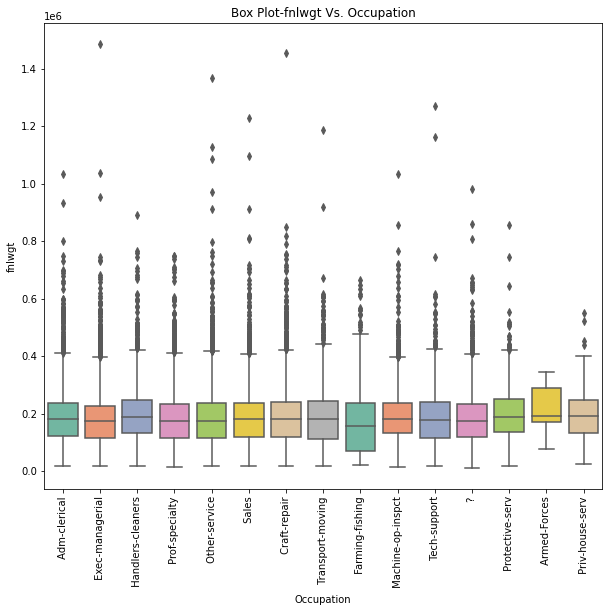 Box Plot-fnlwgt Vs. Occupation
1e6
1.4
1.2
1.0
0.8
0.6
0.4
0.2
0.0
fnlwgt
Adm-clerical
Exec-managerial
Handlers-cleaners
Prof-specialty
Other-service
Sales
Craft-repair
Transport-moving
Farming-fishing
Machine-op-inspct
Tech-support
?
Protective-serv
Armed-Forces
Priv-house-serv
Occupation